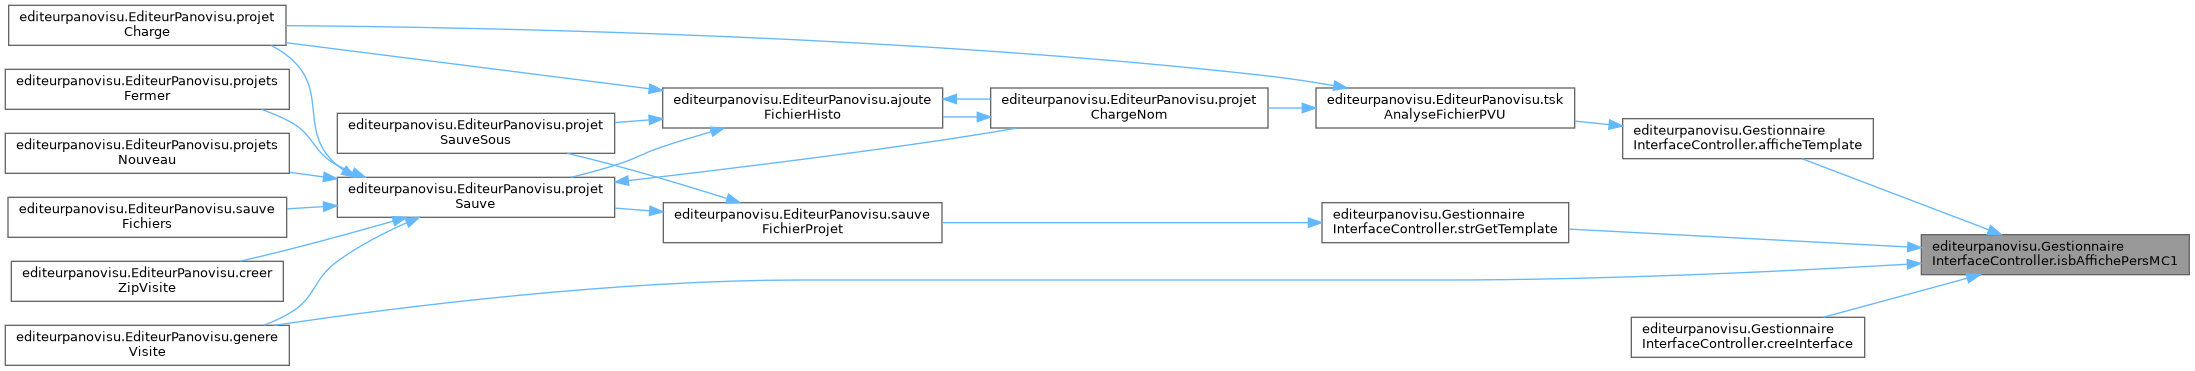 editeurpanovisu.EditeurPanovisu.projet
Charge
editeurpanovisu.EditeurPanovisu.projets
Fermer
editeurpanovisu.EditeurPanovisu.projets
Nouveau
editeurpanovisu.EditeurPanovisu.sauve
Fichiers
editeurpanovisu.EditeurPanovisu.creer
ZipVisite
editeurpanovisu.EditeurPanovisu.genere
Visite
editeurpanovisu.EditeurPanovisu.projet
SauveSous
editeurpanovisu.EditeurPanovisu.projet
Sauve
editeurpanovisu.EditeurPanovisu.ajoute
FichierHisto
editeurpanovisu.EditeurPanovisu.sauve
FichierProjet
editeurpanovisu.EditeurPanovisu.projet
ChargeNom
editeurpanovisu.EditeurPanovisu.tsk
AnalyseFichierPVU
editeurpanovisu.Gestionnaire
InterfaceController.strGetTemplate
editeurpanovisu.Gestionnaire
InterfaceController.afficheTemplate
editeurpanovisu.Gestionnaire
InterfaceController.creeInterface
editeurpanovisu.Gestionnaire
InterfaceController.isbAffichePersMC1